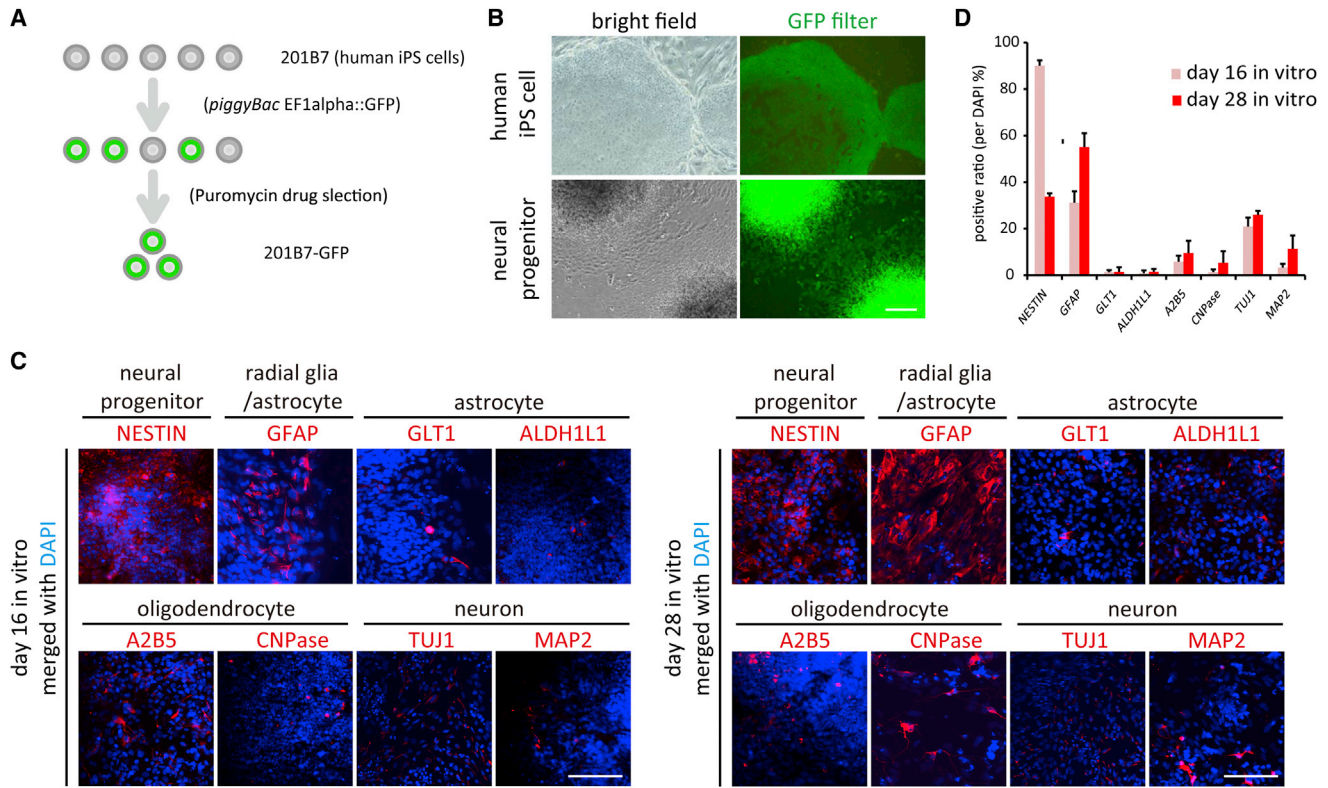 A
201B7 (human iPS cells)
(piggyBac EF1alpha::GFP)
(Puromycin drug slection)
201B7-GFP
B
bright field
GFP filter
human
iPS cell
neural
progenitor
D
positive ratio (per DAPI %)
100
80
60
40
20
0
day 16 in vitro
day 28 in vitro
NESTIN
GFAP
GLT1
ALDH1L1
A2B5
CNPase
TUJ1
MAP2
C
day 16 in vitro
merged with DAPI
neural
progenitor
radial glia
/astrocyte
astrocyte
NESTIN
GFAP
GLT1
ALDH1L1
oligodendrocyte
neuron
A2B5
CNPase
TUJ1
MAP2
day 28 in vitro
merged with DAPI
neural
progenitor
radial glia
/astrocyte
astrocyte
NESTIN
GFAP
GLT1
ALDH1L1
oligodendrocyte
neuron
A2B5
CNPase
TUJ1
MAP2